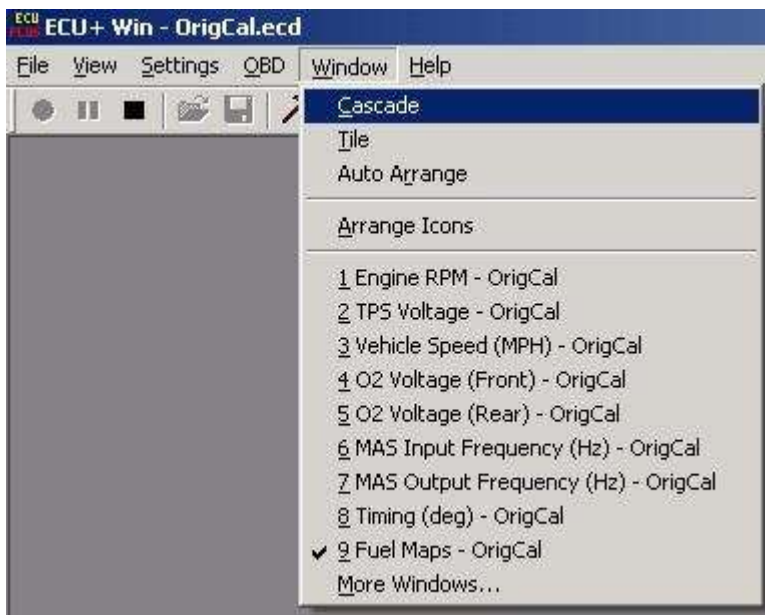 ECU PLUS ECU+ Win - OrigCal.ecd
File View Settings OBD Window Help
Cascade
Tile
Auto Arrange
Arrange Icons
1 Engine RPM - OrigCal
2 TPS Voltage - OrigCal
3 Vehicle Speed (MPH) - OrigCal
4 O2 Voltage (Front) - OrigCal
5 O2 Voltage (Rear) - OrigCal
6 MAS Input Frequency (Hz) - OrigCal
7 MAS Output Frequency (Hz) - OrigCal
8 Timing (deg) - OrigCal
9 Fuel Maps - OrigCal
More Windows...